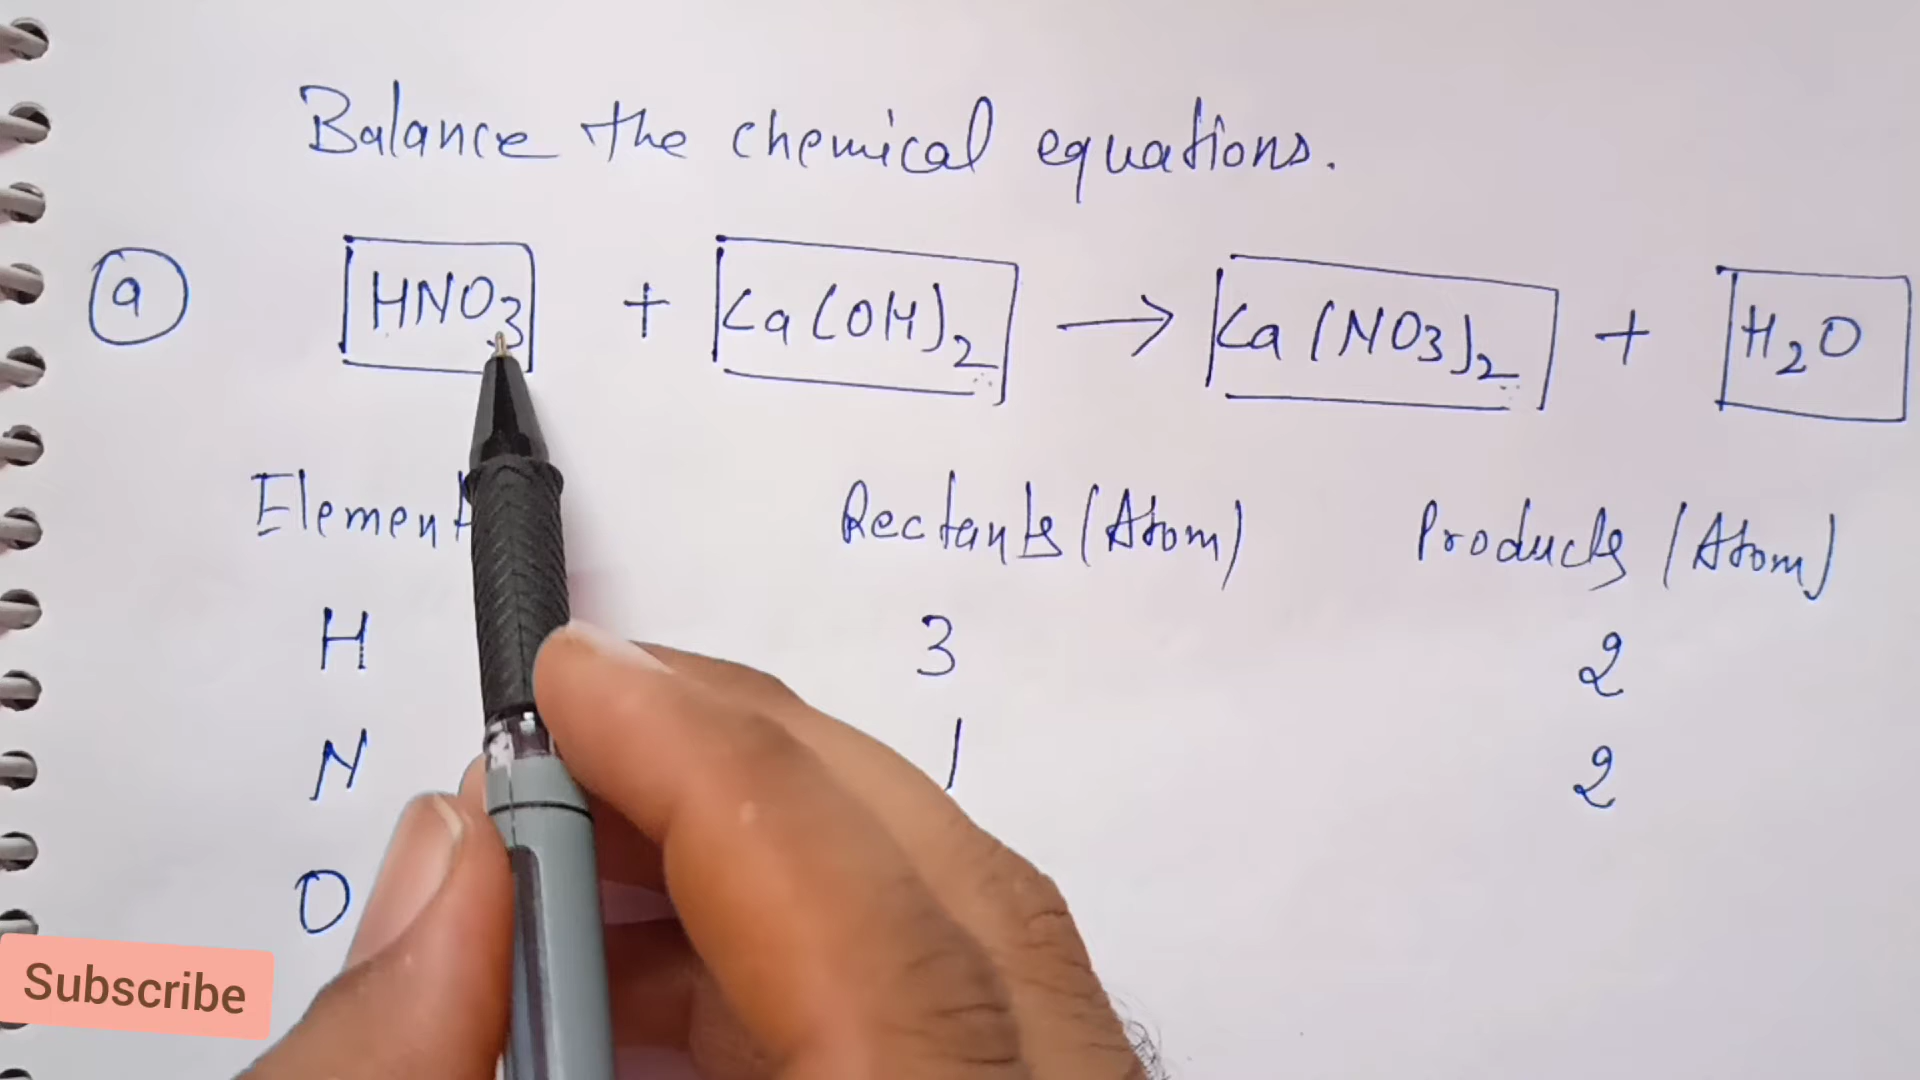 Balance the chemical equations.
a HNO3 + Ca(OH)2 → Ca(NO3)2 + H2O
Element Rectants (Atom) Products (Atom)
H 3 2
N 1 2
O
Subscribe